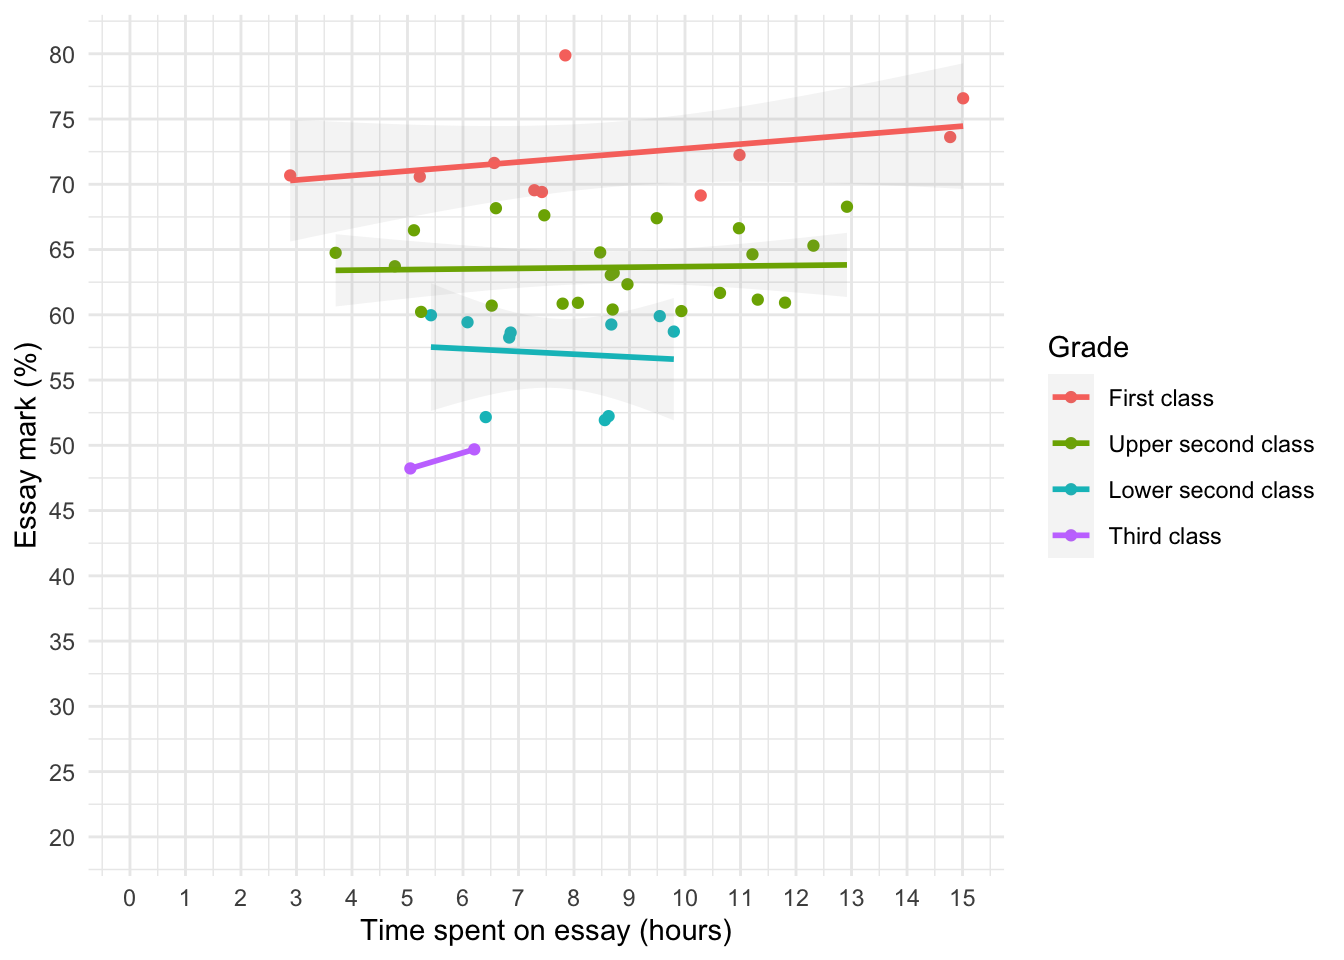 80
75
70
65
60
55
50
45
40
35
30
25
20
Essay mark (%)
0 1 2 3 4 5 6 7 8 9 10 11 12 13 14 15
Time spent on essay (hours)
Grade
First class
Upper second class
Lower second class
Third class